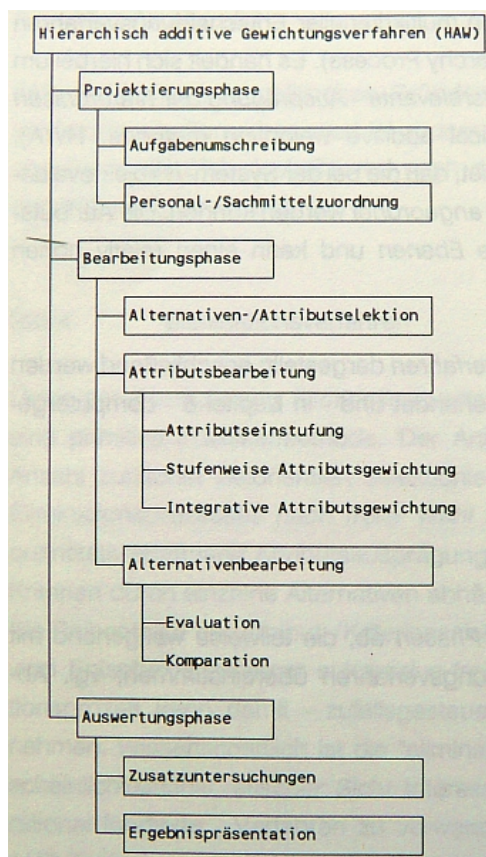 Hierarchisch additive Gewichtungsverfahren (HAW)
Projektierungsphase
Aufgabenumschreibung
Personal-/Sachmittelzuordnung
Bearbeitungsphase
Alternativen-/Attributselektion
Attributsbearbeitung
Attributseinstufung
Stufenweise Attributsgewichtung
Integrative Attributsgewichtung
Alternativenbearbeitung
Evaluation
Komparation
Auswertungsphase
Zusatzuntersuchungen
Ergebnispräsentation